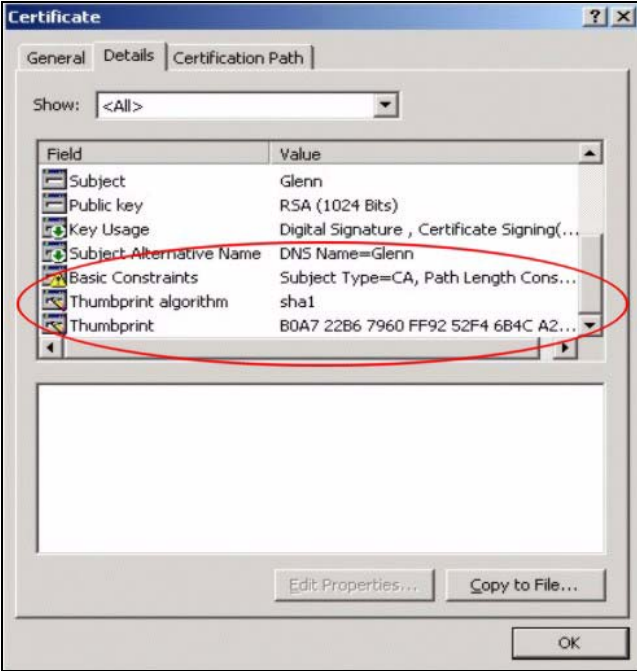 Certificate
General Details Certification Path
Show: <All>
Field Value
Subject Glenn
Public key RSA (1024 Bits)
Key Usage Digital Signature , Certificate Signing(...
Subject Alternative Name DNS Name=Glenn
Basic Constraints Subject Type=CA, Path Length Cons...
Thumbprint algorithm sha1
Thumbprint B0A7 22B6 7960 FF92 52F4 6B4C A2...
Edit Properties... Copy to File...
OK